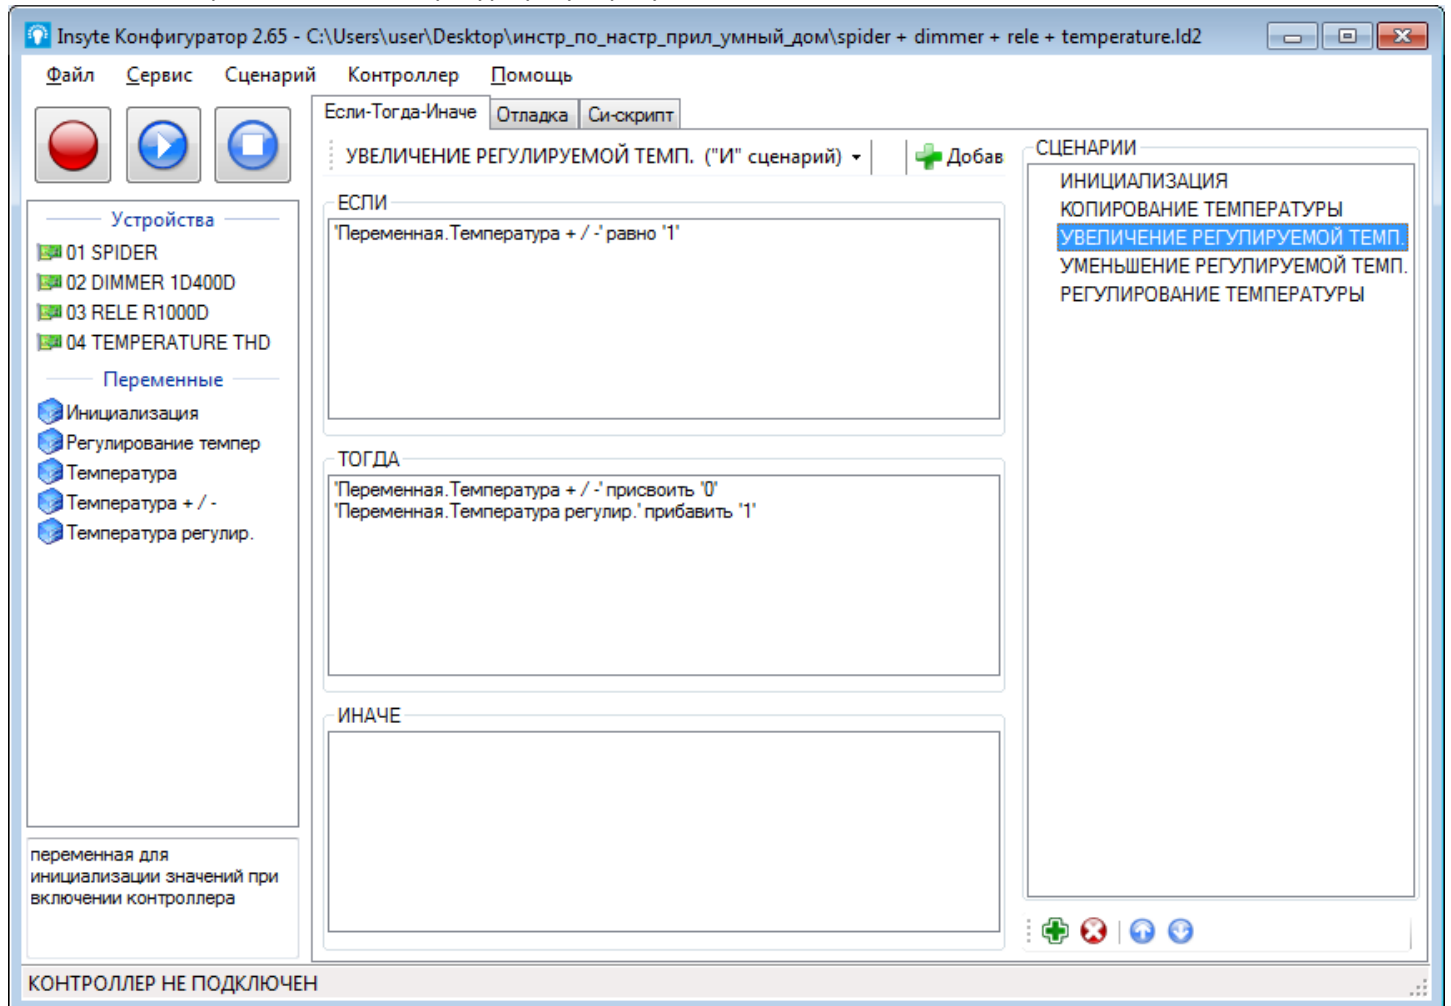 Insyte Конфигуратор 2.65 - C:\Users\user\Desktop\инстр_по_настр_прил_умный_дом\spider + dimmer + rele + temperature.ld2
Файл Сервис Сценарий Контроллер Помощь
Если-Тогда-Иначе Отладка Си-скрипт
УВЕЛИЧЕНИЕ РЕГУЛИРУЕМОЙ ТЕМП. ("И" сценарий) Добав
Устройства
01 SPIDER
02 DIMMER 1D400D
03 RELE R1000D
04 TEMPERATURE THD
Переменные
Инициализация
Регулирование темпер
Температура
Температура + / -
Температура регулир.
переменная для
инициализации значений при
включении контроллера
ЕСЛИ
'Переменная.Температура + / -' равно '1'
ТОГДА
'Переменная.Температура + / -' присвоить '0'
'Переменная.Температура регулир.' прибавить '1'
ИНАЧЕ
СЦЕНАРИИ
ИНИЦИАЛИЗАЦИЯ
КОПИРОВАНИЕ ТЕМПЕРАТУРЫ
УВЕЛИЧЕНИЕ РЕГУЛИРУЕМОЙ ТЕМП.
УМЕНЬШЕНИЕ РЕГУЛИРУЕМОЙ ТЕМП.
РЕГУЛИРОВАНИЕ ТЕМПЕРАТУРЫ
КОНТРОЛЛЕР НЕ ПОДКЛЮЧЕН